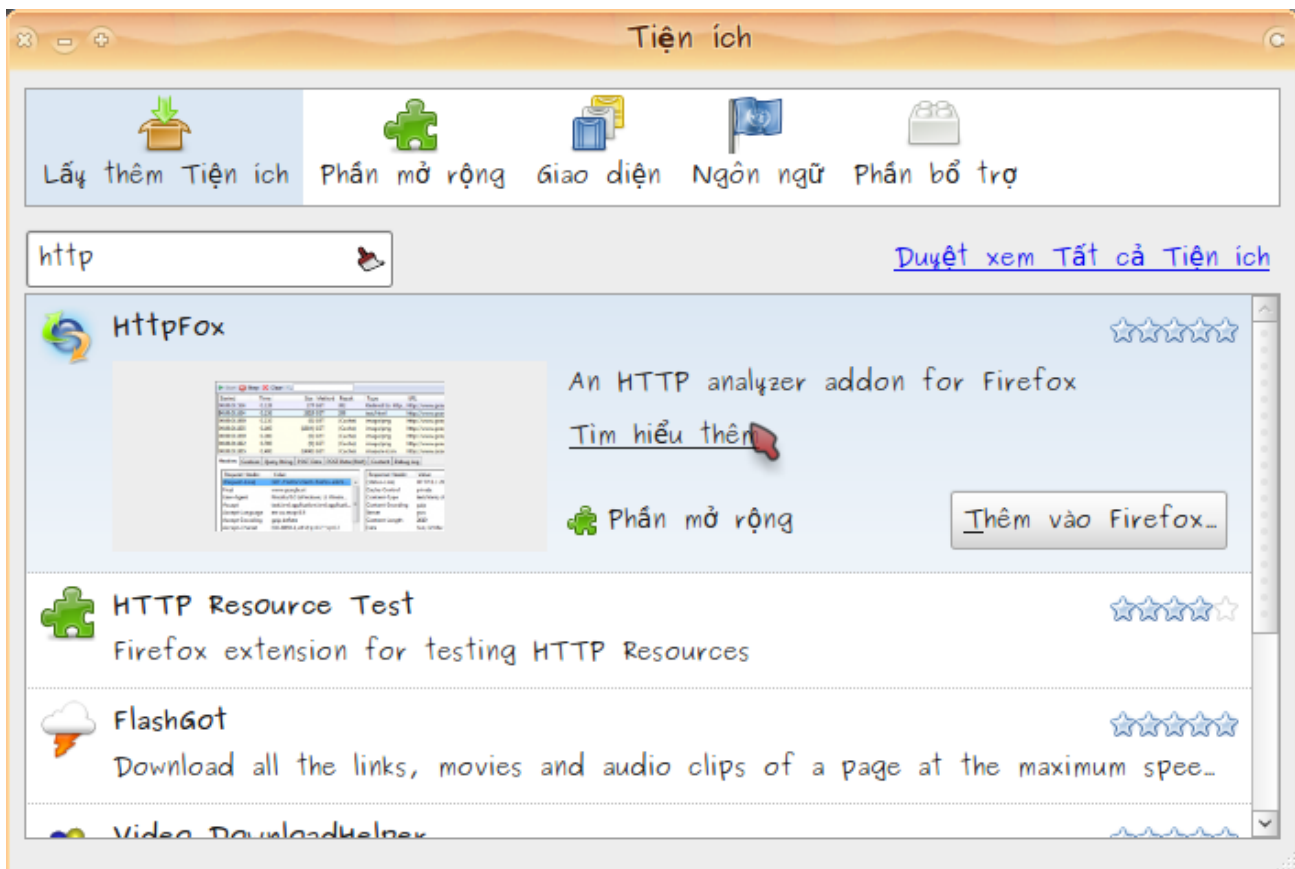 Tiện ích
Lấy thêm Tiện ích Phần mở rộng Giao diện Ngôn ngữ Phần bổ trợ
http
Duyệt xem Tất cả Tiện ích
HttpFox
An HTTP analyzer addon for Firefox
Tìm hiểu thêm
Phần mở rộng
Thêm vào Firefox…
HTTP Resource Test
Firefox extension for testing HTTP Resources
FlashGot
Download all the links, movies and audio clips of a page at the maximum spee…
Video DownloadHelper